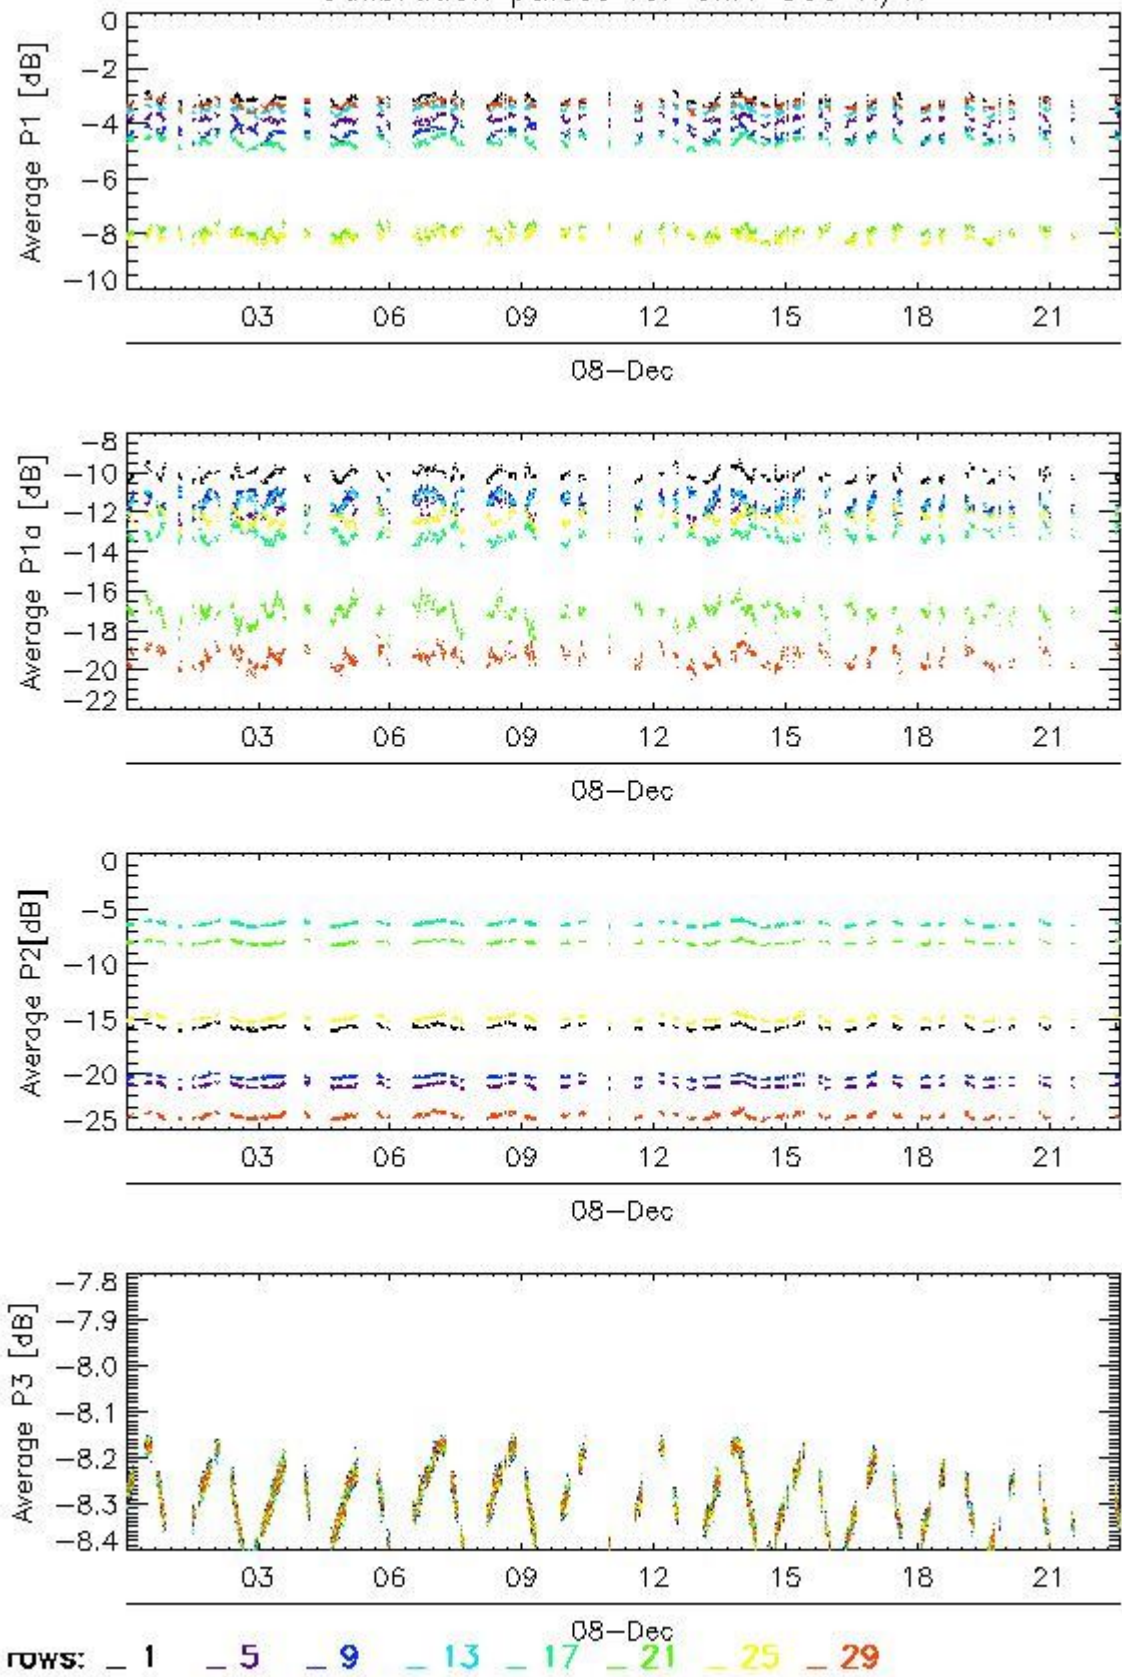 0
-2
-4
-6
-8
-10
Average P1 [dB]
03 06 09 12 15 18 21
08-Dec
-8
-10
-12
-14
-16
-18
-20
-22
Average P1a [dB]
03 06 09 12 15 18 21
08-Dec
0
-5
-10
-15
-20
-25
Average P2[dB]
03 06 09 12 15 18 21
08-Dec
-7.8
-7.9
-8.0
-8.1
-8.2
-8.3
-8.4
Average P3 [dB]
03 06 09 12 15 18 21
08-Dec
rows: _ 1 _ 5 _ 9 _ 13 _ 17 _ 21 _ 25 _ 29